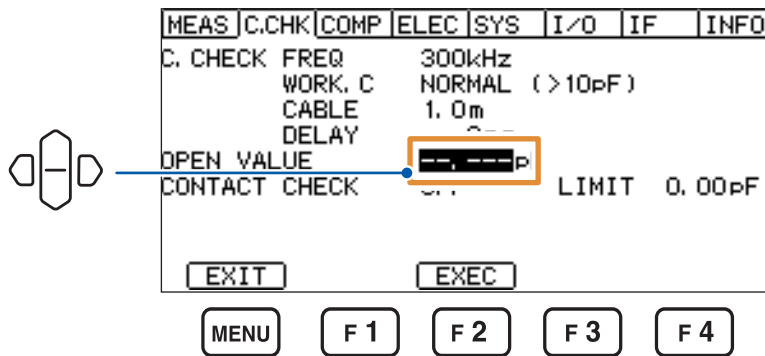 MEAS C.CHK COMP ELEC SYS I/O IF INFO
C. CHECK FREQ 300kHz
WORK. C NORMAL (>10pF)
CABLE 1.0m
DELAY
OPEN VALUE --.---p
CONTACT CHECK LIMIT 0.00pF
EXIT EXEC
MENU F1 F2 F3 F4